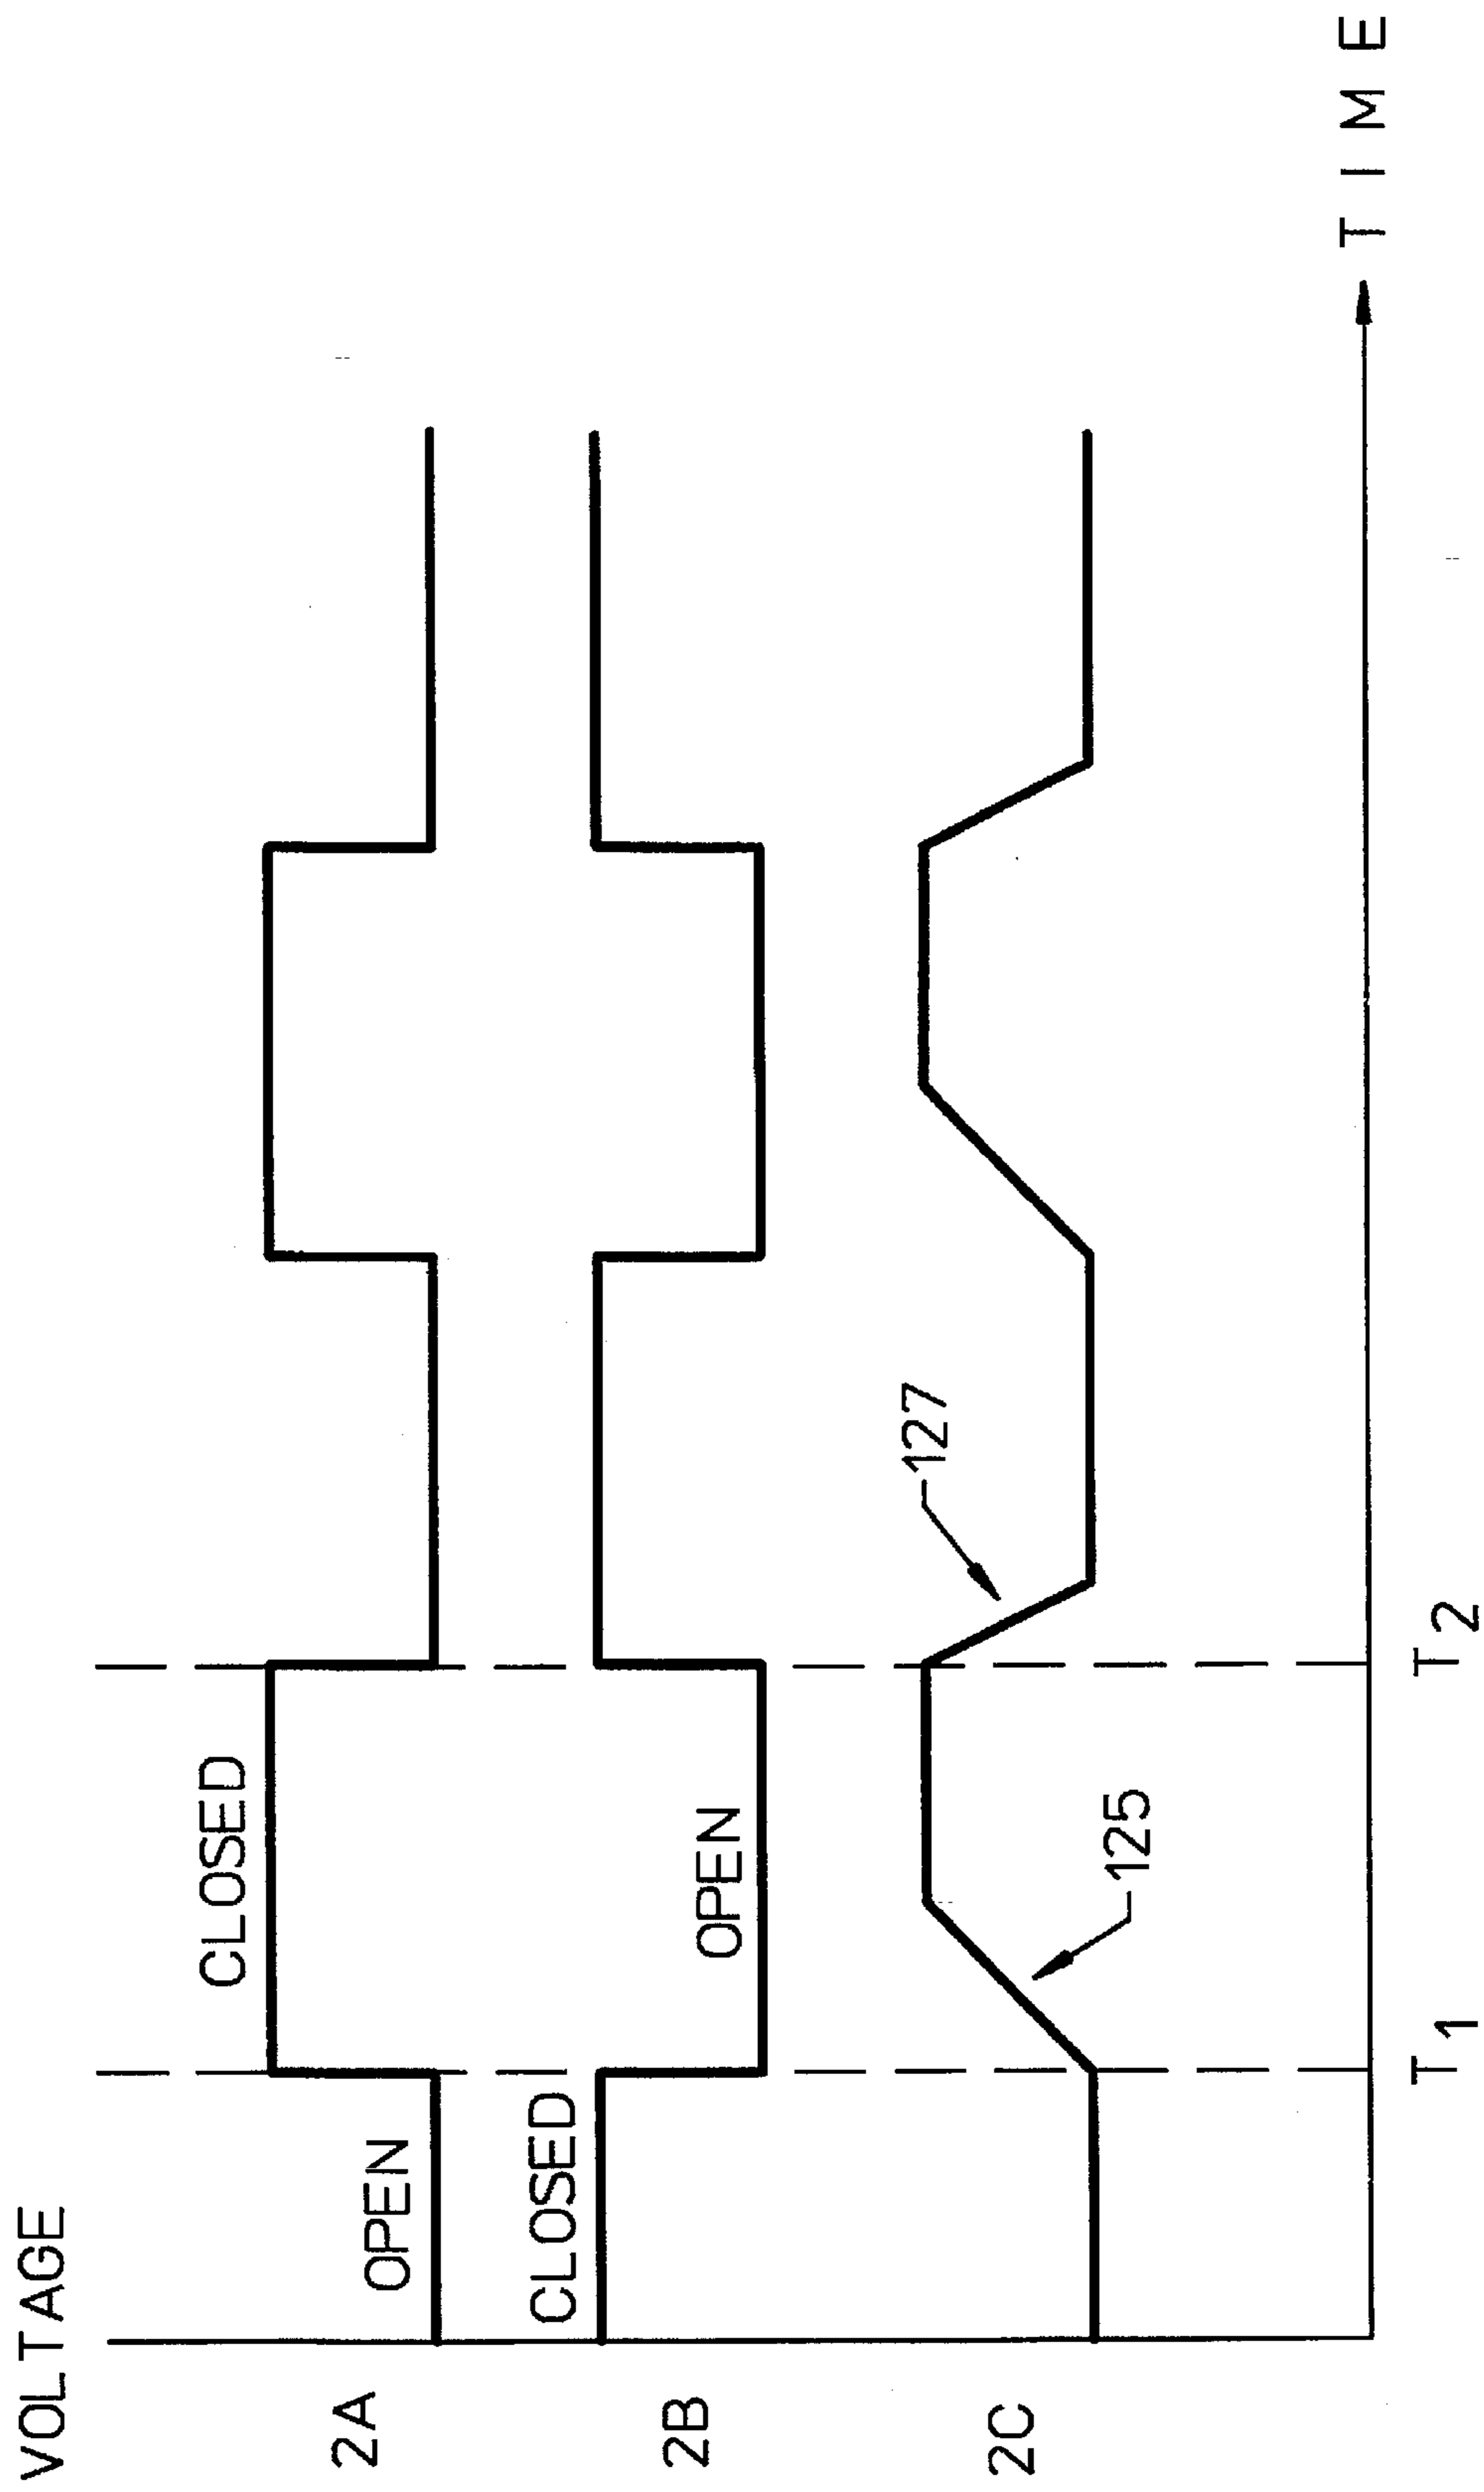 VOLTAGE
2A
OPEN
CLOSED
2B
CLOSED
OPEN
2C
125
127
T1
T2
TIME